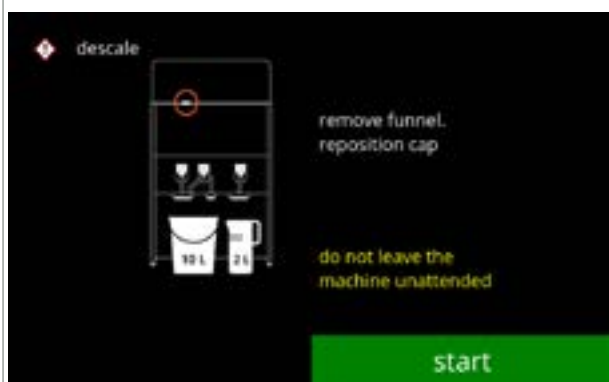 descale
remove funnel.
reposition cap
10 L
2 L
do not leave the
machine unattended
start